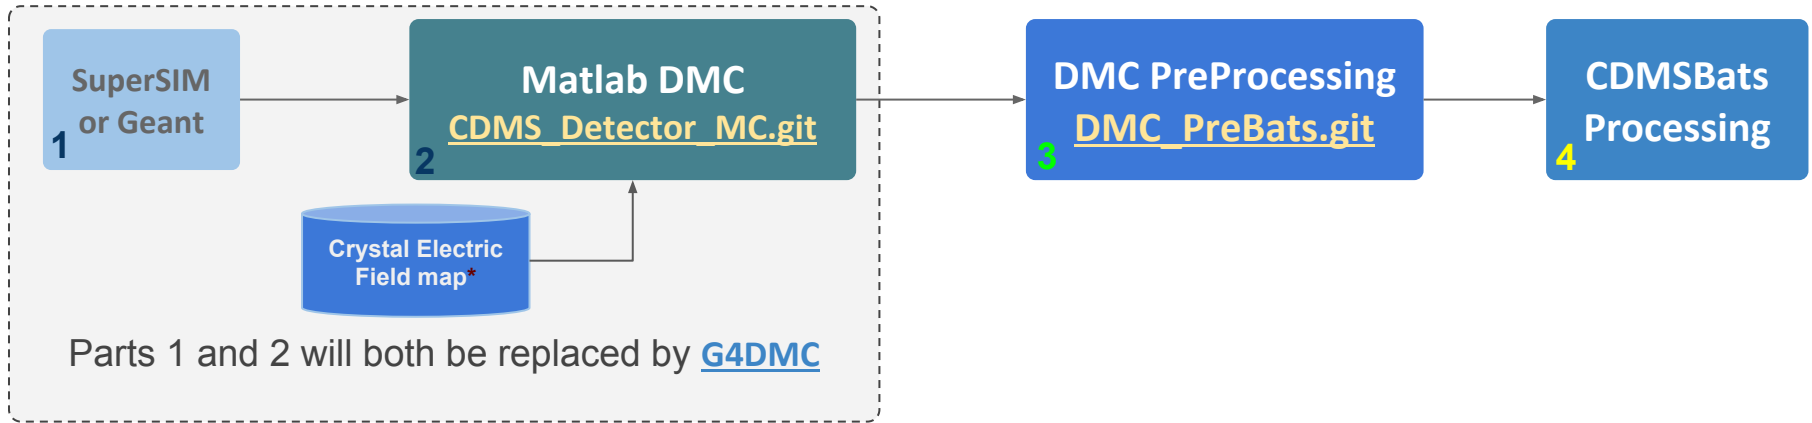 SuperSIM
or Geant
1
Matlab DMC
CDMS_Detector_MC.git
2
DMC PreProcessing
DMC_PreBats.git
3
CDMSBats
Processing
4
Crystal Electric
Field map*
Parts 1 and 2 will both be replaced by G4DMC